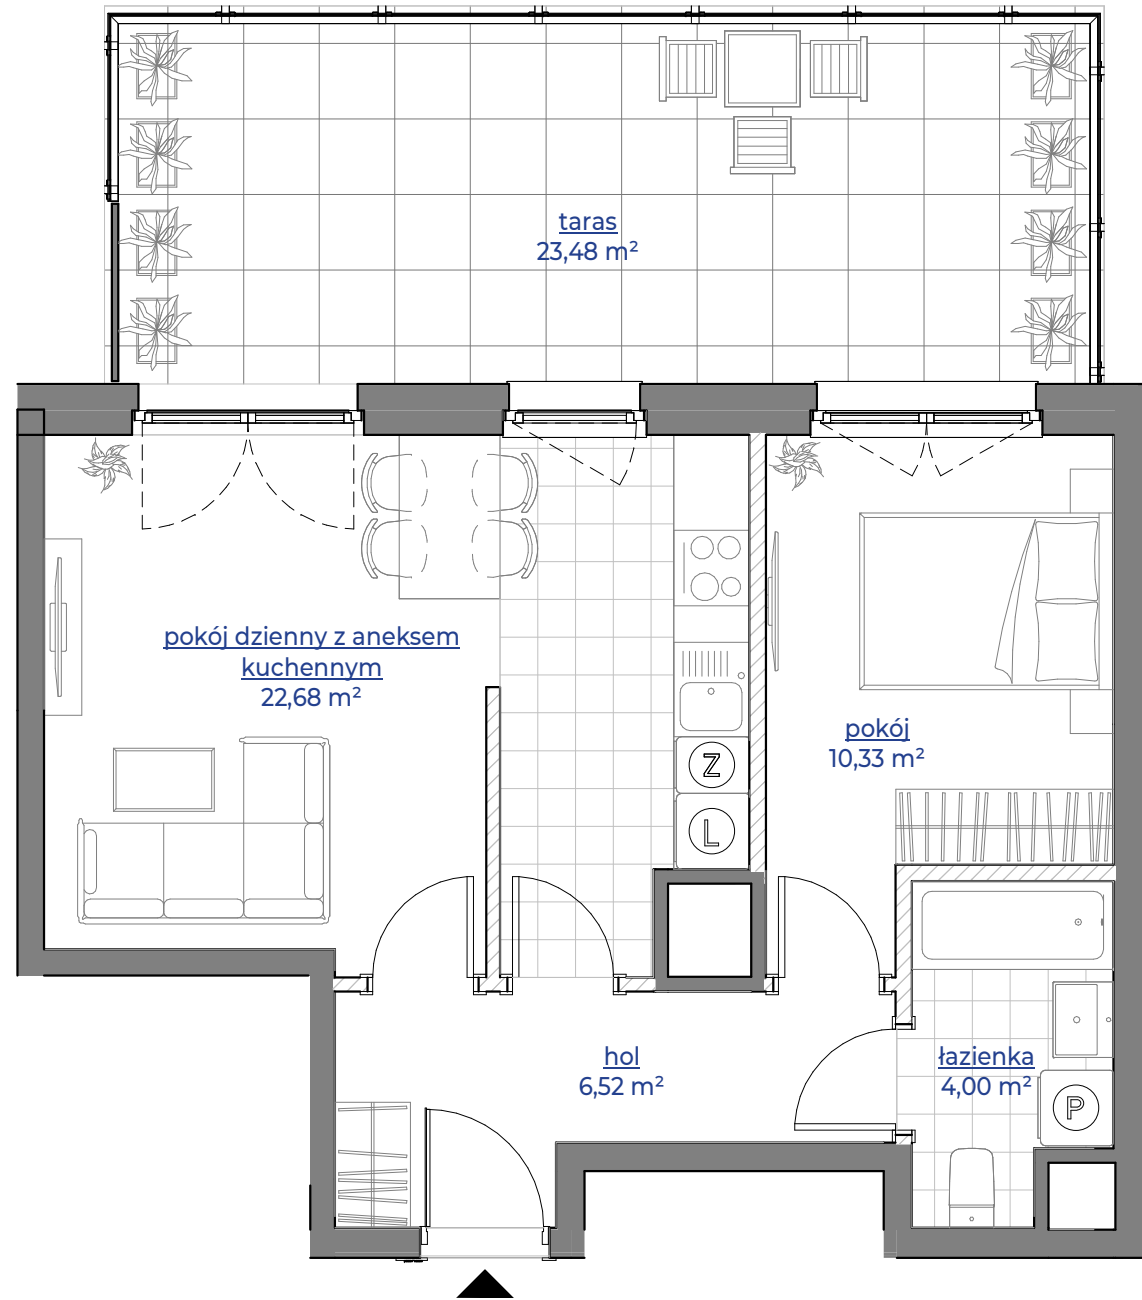 taras
23,48 m²
pokój dzienny z aneksem
kuchennym
22,68 m²
pokój
10,33 m²
Z
L
hol
6,52 m²
łazienka
4,00 m²
P